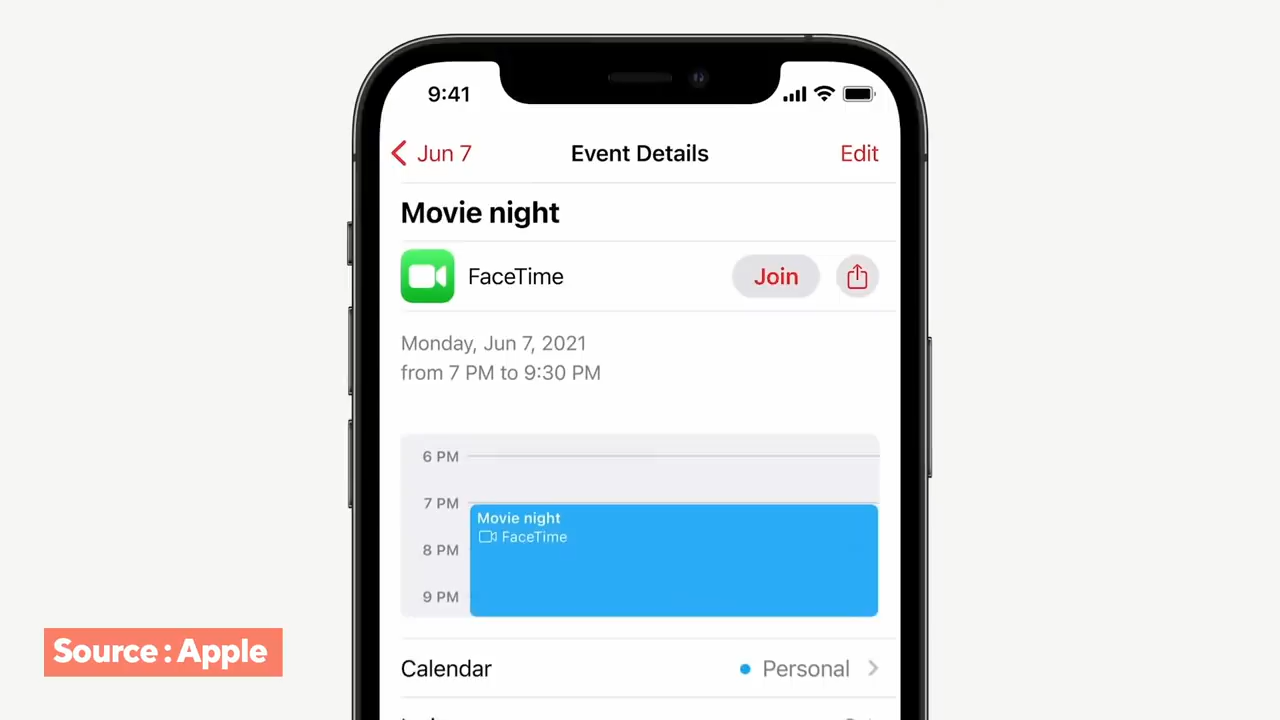 9:41
Jun 7
Event Details
Edit
Movie night
FaceTime
Join
Monday, Jun 7, 2021
from 7 PM to 9:30 PM
6 PM
7 PM
Movie night
FaceTime
8 PM
9 PM
Source : Apple
Calendar
Personal